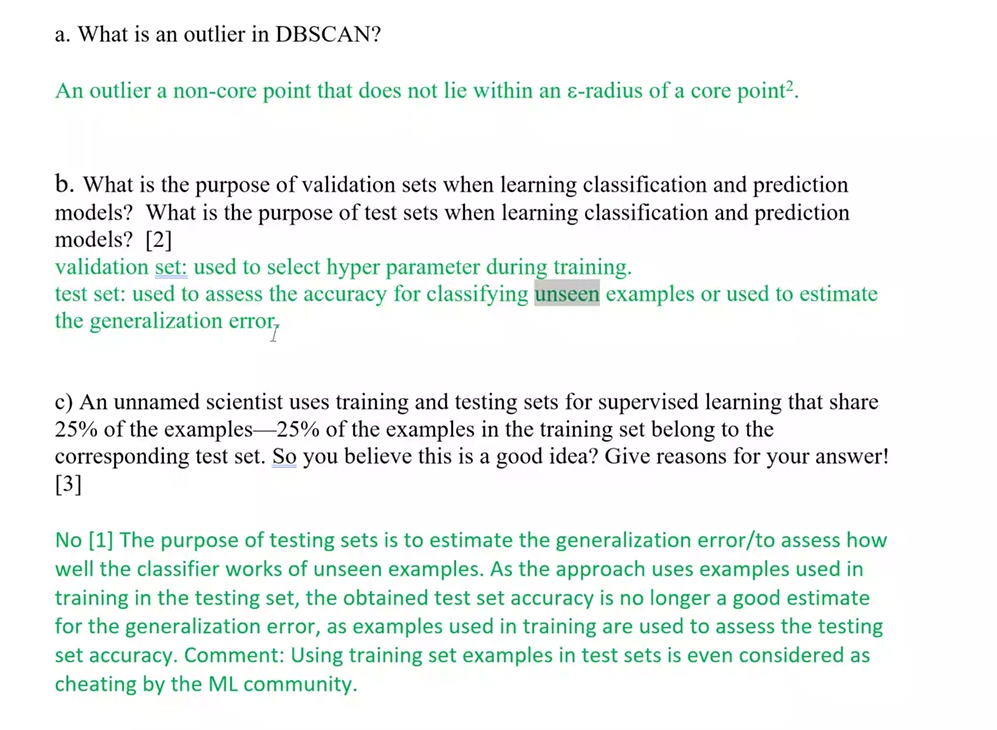 a. What is an outlier in DBSCAN?
An outlier a non-core point that does not lie within an ε-radius of a core point².
b. What is the purpose of validation sets when learning classification and prediction
models?  What is the purpose of test sets when learning classification and prediction
models?  [2]
validation set: used to select hyper parameter during training.
test set: used to assess the accuracy for classifying unseen examples or used to estimate
the generalization error.
c) An unnamed scientist uses training and testing sets for supervised learning that share
25% of the examples—25% of the examples in the training set belong to the
corresponding test set. So you believe this is a good idea? Give reasons for your answer!
[3]
No [1] The purpose of testing sets is to estimate the generalization error/to assess how
well the classifier works of unseen examples. As the approach uses examples used in
training in the testing set, the obtained test set accuracy is no longer a good estimate
for the generalization error, as examples used in training are used to assess the testing
set accuracy. Comment: Using training set examples in test sets is even considered as
cheating by the ML community.